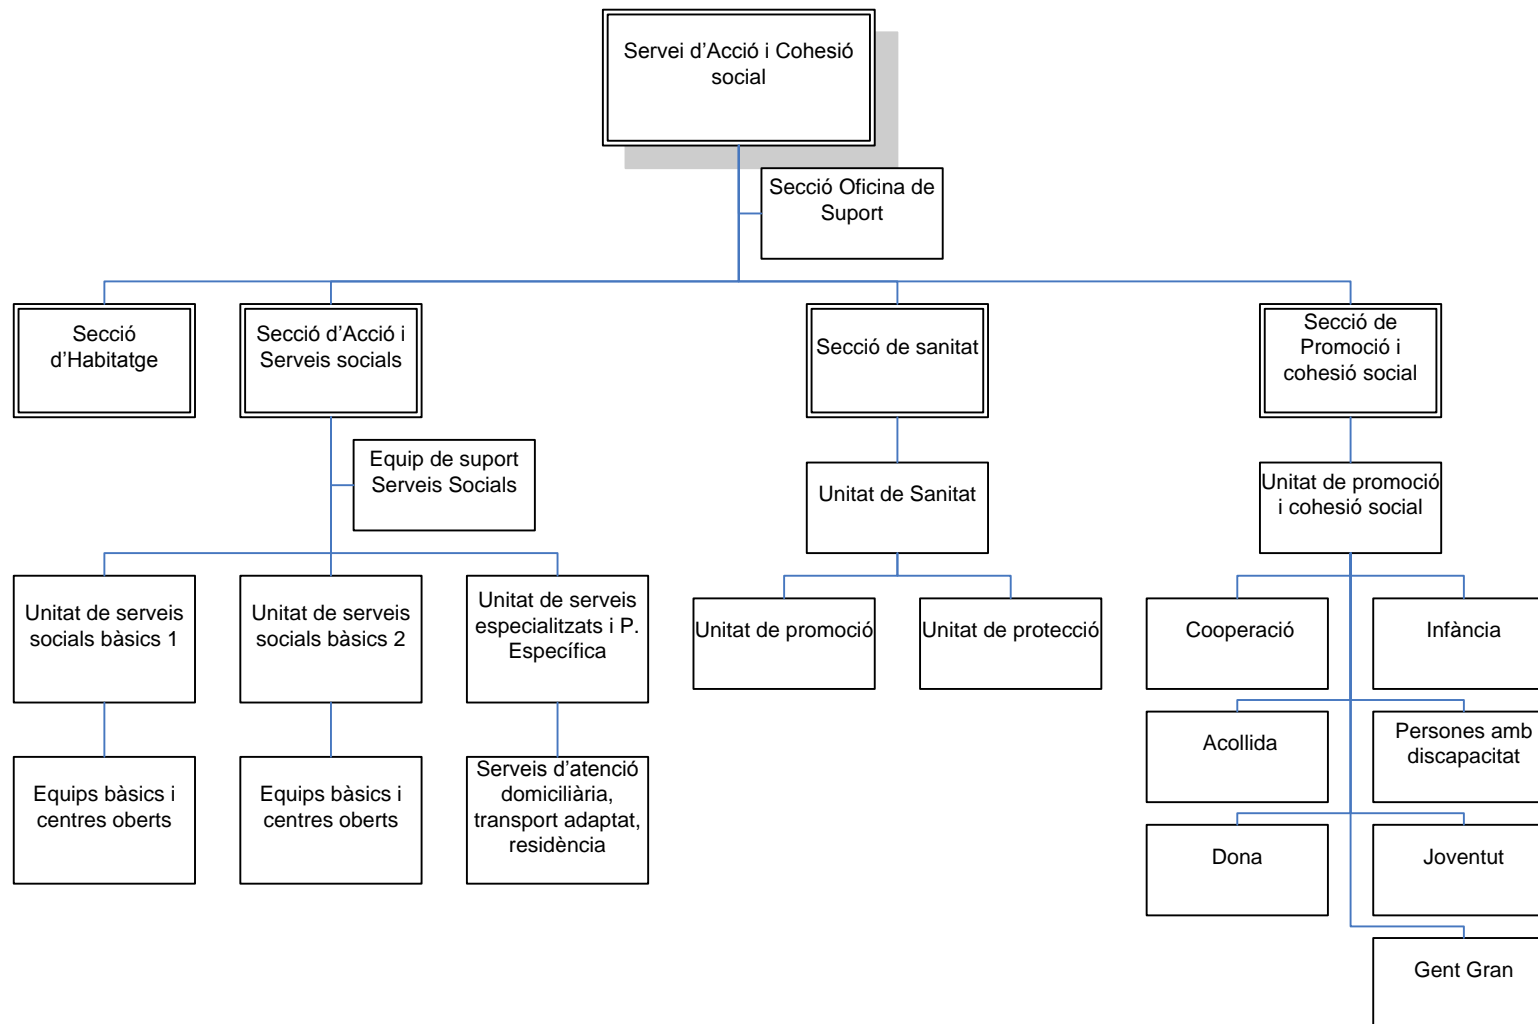 Servei d’Acció i Cohesió
social
Secció Oficina de
Suport
Secció
d’Habitatge
Secció d’Acció i
Serveis socials
Secció de sanitat
Secció de
Promoció i
cohesió social
Equip de suport
Serveis Socials
Unitat de Sanitat
Unitat de promoció
i cohesió social
Unitat de serveis
socials bàsics 1
Unitat de serveis
socials bàsics 2
Unitat de serveis
especialitzats i P.
Específica
Unitat de promoció
Unitat de protecció
Cooperació
Infància
Acollida
Persones amb
discapacitat
Equips bàsics i
centres oberts
Equips bàsics i
centres oberts
Serveis d’atenció
domiciliària,
transport adaptat,
residència
Dona
Joventut
Gent Gran